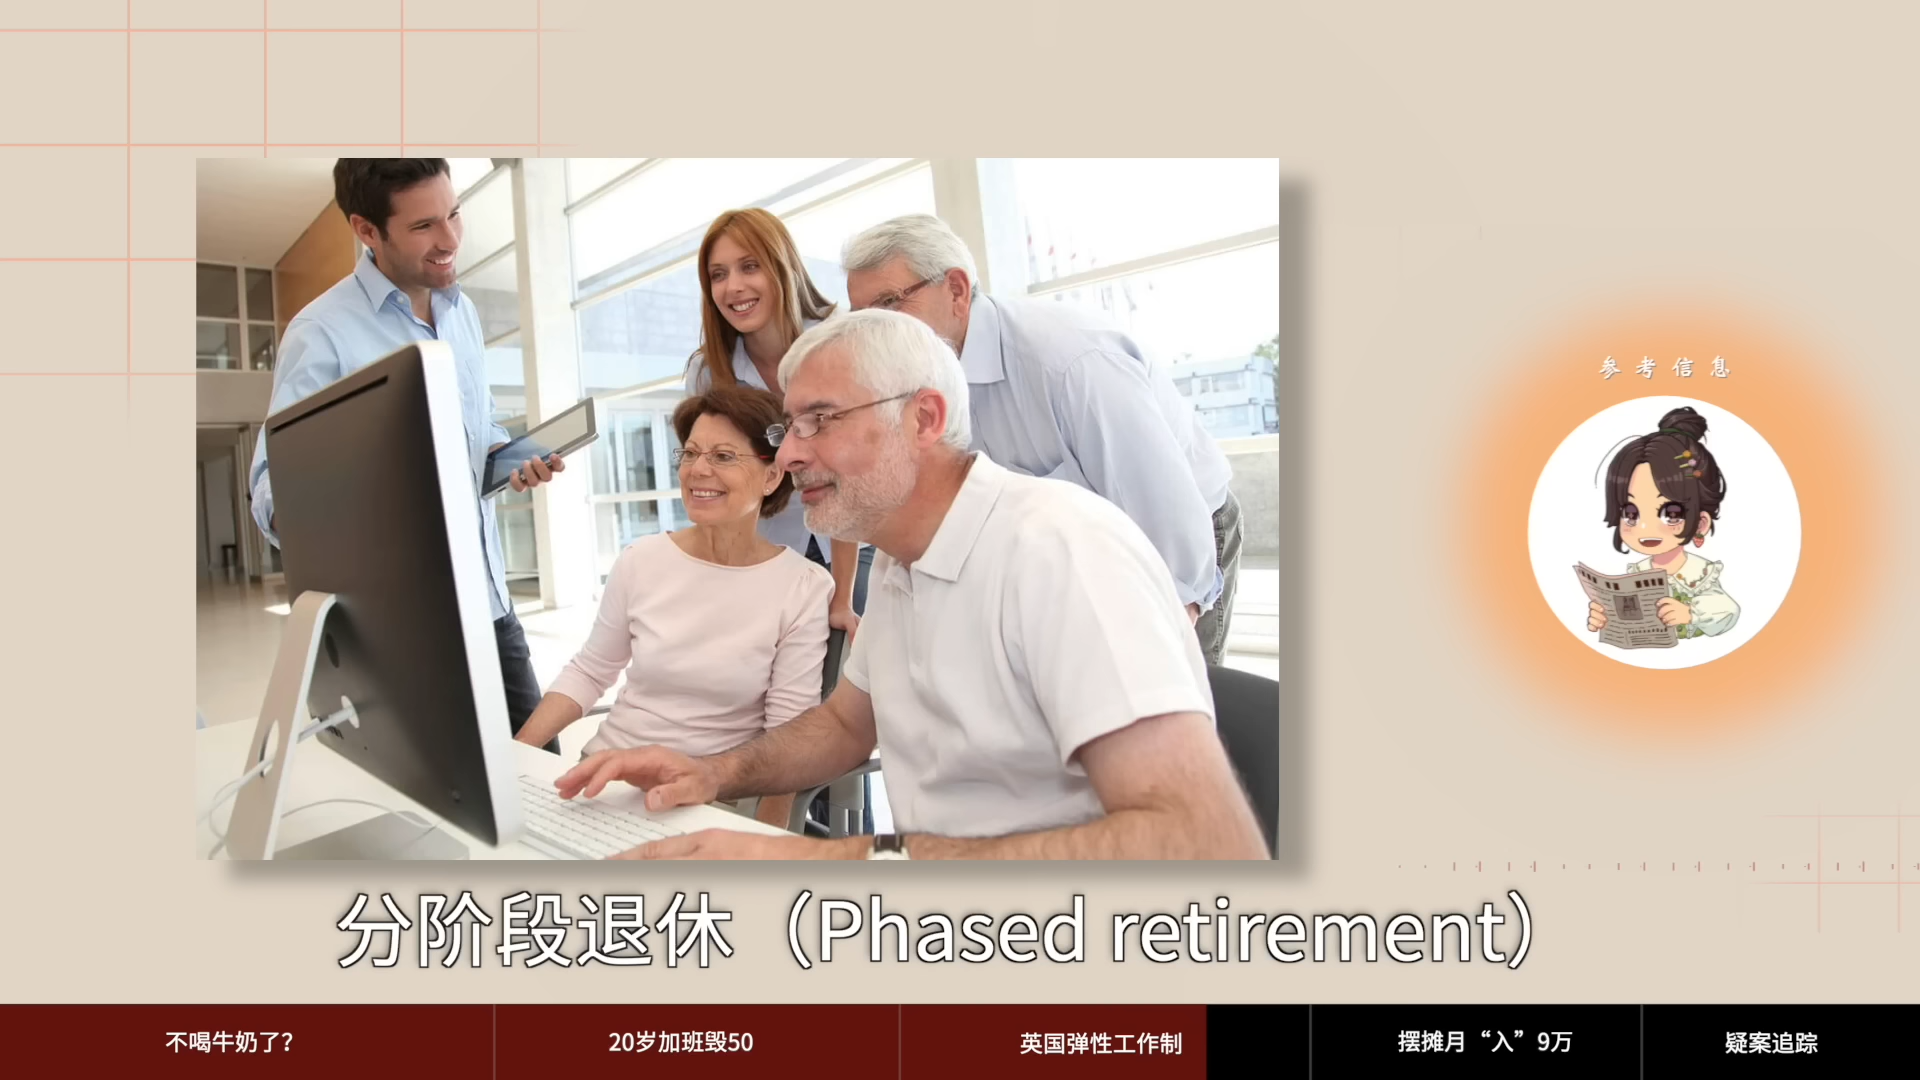 参考信息
分阶段退休（Phased retirement）
不喝牛奶了？
20岁加班毁50
英国弹性工作制
摆摊月“入”9万
疑案追踪